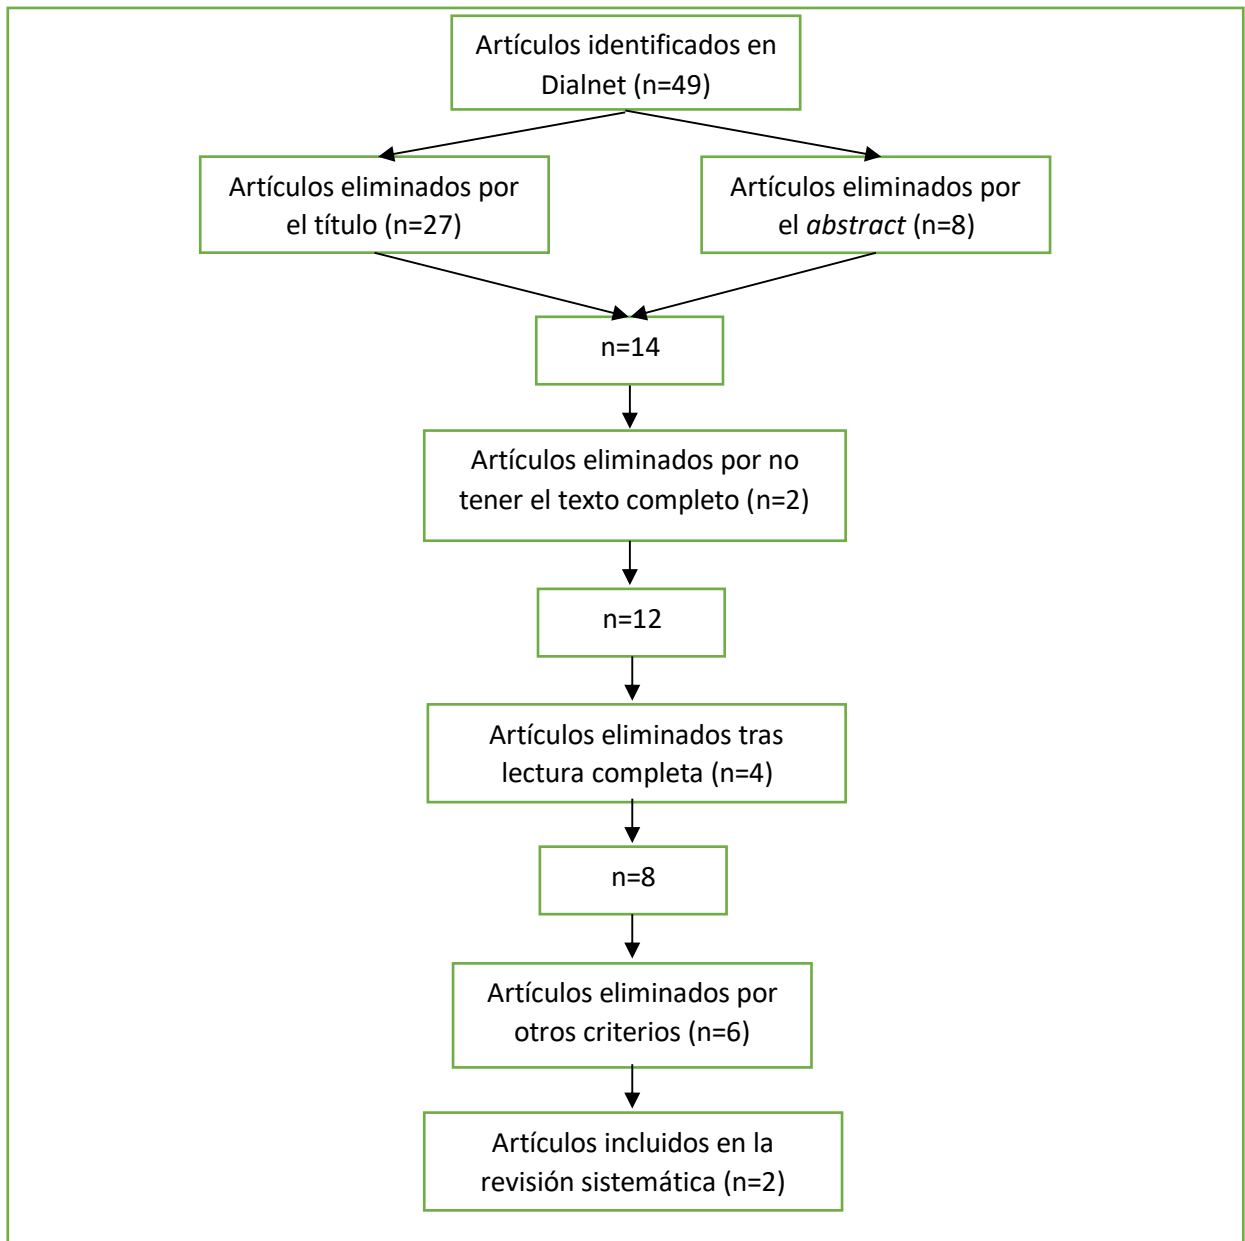 Artículos identificados en
Dialnet (n=49)
Artículos eliminados por
el título (n=27)
Artículos eliminados por
el abstract (n=8)
n=14
Artículos eliminados por no
tener el texto completo (n=2)
n=12
Artículos eliminados tras
lectura completa (n=4)
n=8
Artículos eliminados por
otros criterios (n=6)
Artículos incluidos en la
revisión sistemática (n=2)